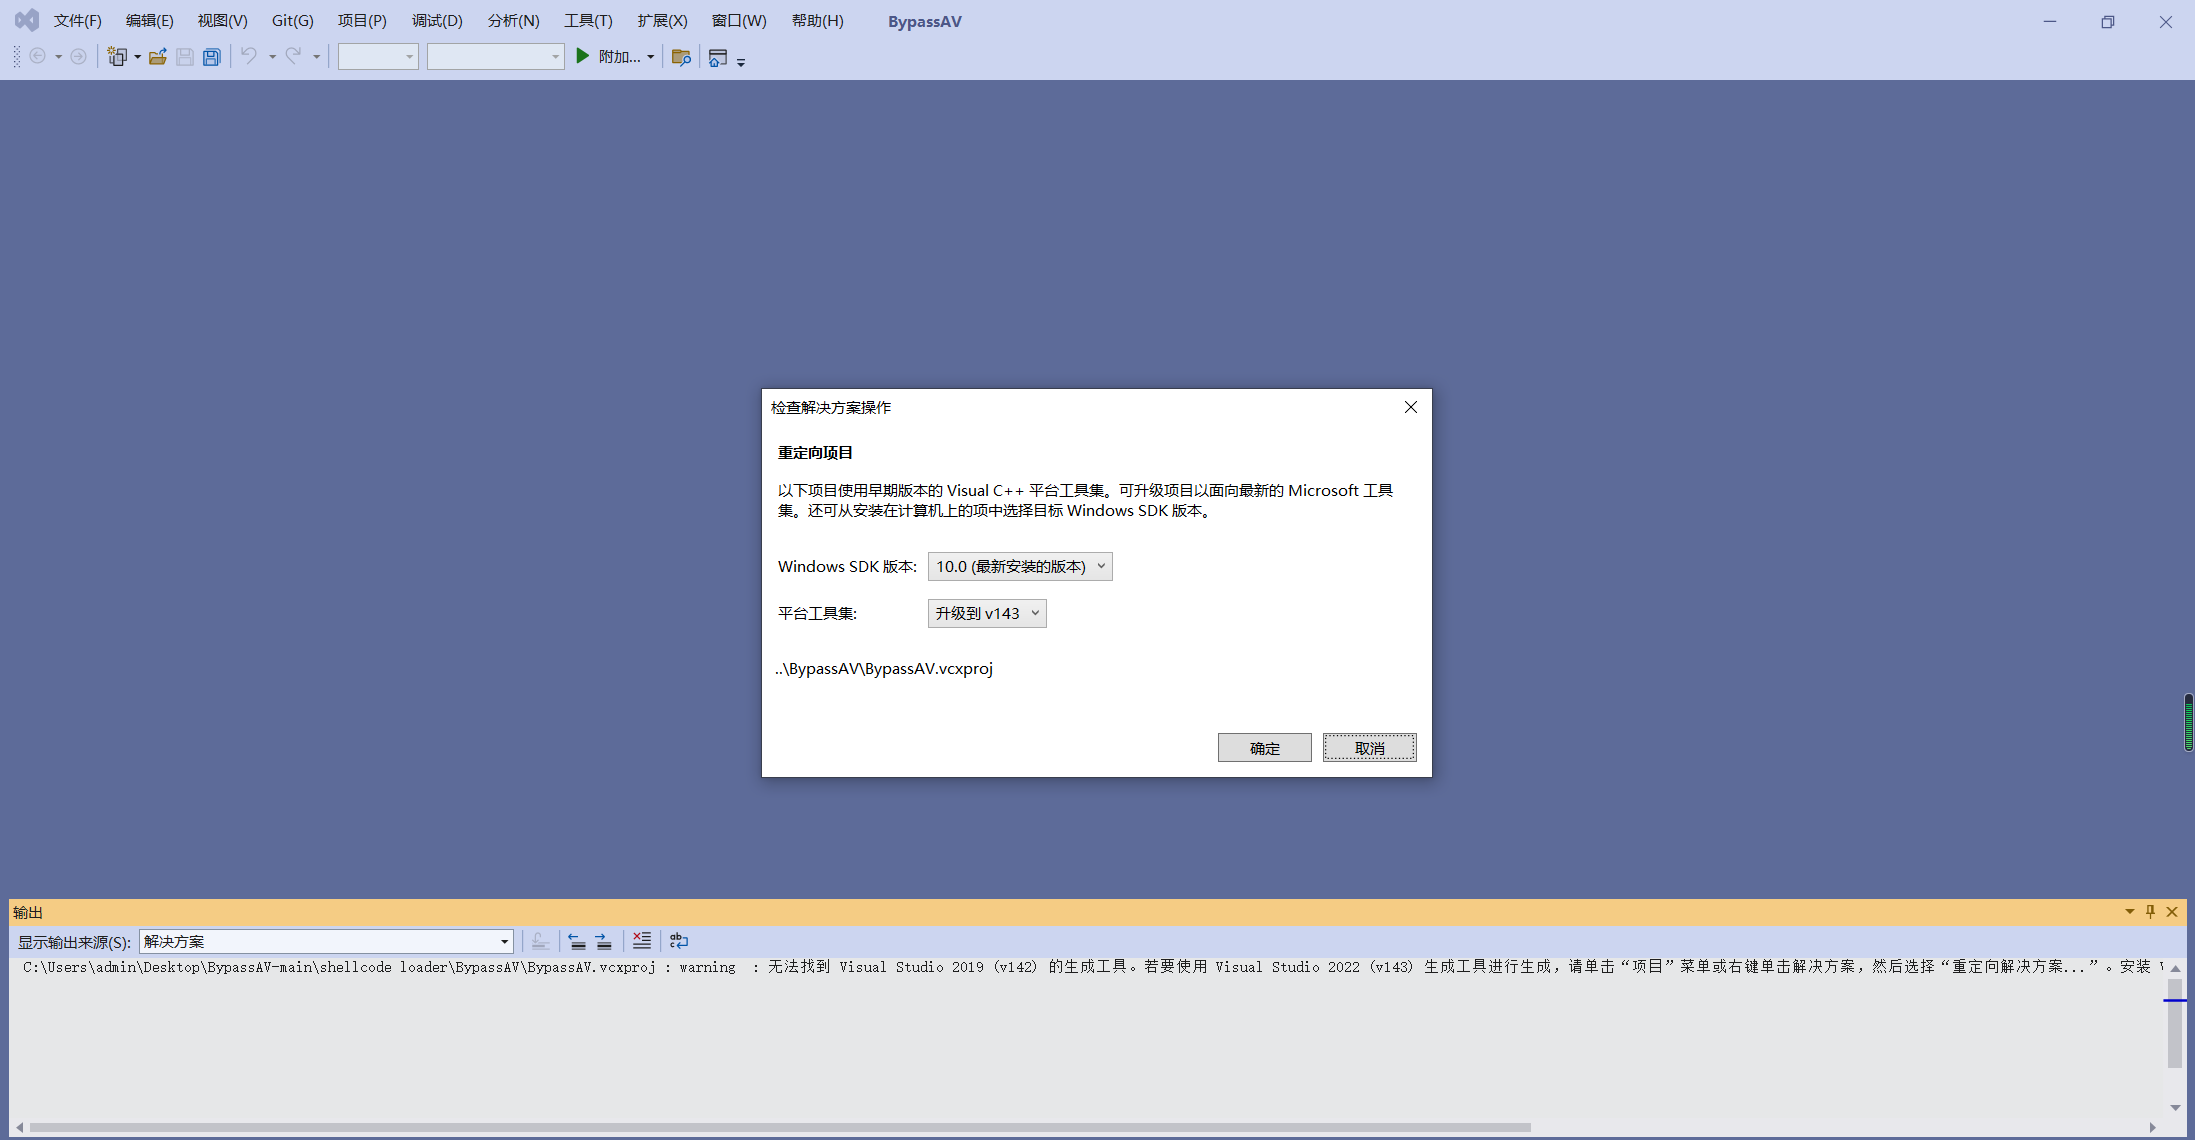 文件(F) 编辑(E) 视图(V) Git(G) 项目(P) 调试(D) 分析(N) 工具(T) 扩展(X) 窗口(W) 帮助(H) BypassAV
附加...
检查解决方案操作
重定向项目
以下项目使用早期版本的 Visual C++ 平台工具集。可升级项目以面向最新的 Microsoft 工具
集。还可从安装在计算机上的项中选择目标 Windows SDK 版本。
Windows SDK 版本: 10.0 (最新安装的版本)
平台工具集: 升级到 v143
..\BypassAV\BypassAV.vcxproj
确定 取消
输出
显示输出来源(S): 解决方案
C:\Users\admin\Desktop\BypassAV-main\shellcode loader\BypassAV\BypassAV.vcxproj : warning  : 无法找到 Visual Studio 2019 (v142) 的生成工具。若要使用 Visual Studio 2022 (v143) 生成工具进行生成，请单击“项目”菜单或右键单击解决方案，然后选择“重定向解决方案...”。安装